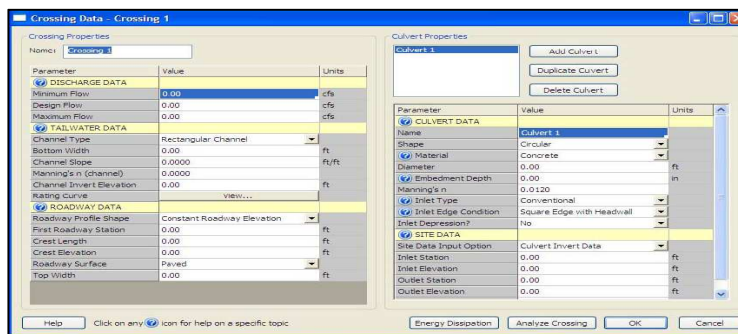 Crossing Data - Crossing 1
Crossing Properties
Name: Crossing 1
Parameter Value Units
DISCHARGE DATA
Minimum Flow 0.00 cfs
Design Flow 0.00 cfs
Maximum Flow 0.00 cfs
TAILWATER DATA
Channel Type Rectangular Channel
Bottom Width 0.00 ft
Channel Slope 0.0000 ft/ft
Manning's n (channel) 0.0000
Channel Invert Elevation 0.00 ft
Rating Curve View...
ROADWAY DATA
Roadway Profile Shape Constant Roadway Elevation
First Roadway Station 0.00 ft
Crest Length 0.00 ft
Crest Elevation 0.00 ft
Roadway Surface Paved
Top Width 0.00 ft
Culvert Properties
Culvert 1
Add Culvert
Duplicate Culvert
Delete Culvert
Parameter Value Units
CULVERT DATA
Name Culvert 1
Shape Circular
Material Concrete
Diameter 0.00 ft
Embedment Depth 0.00 in
Manning's n 0.0120
Inlet Type Conventional
Inlet Edge Condition Square Edge with Headwall
Inlet Depression? No
SITE DATA
Site Data Input Option Culvert Invert Data
Inlet Station 0.00 ft
Inlet Elevation 0.00 ft
Outlet Station 0.00 ft
Outlet Elevation 0.00 ft
Help Click on any icon for help on a specific topic Energy Dissipation Analyze Crossing OK Cancel